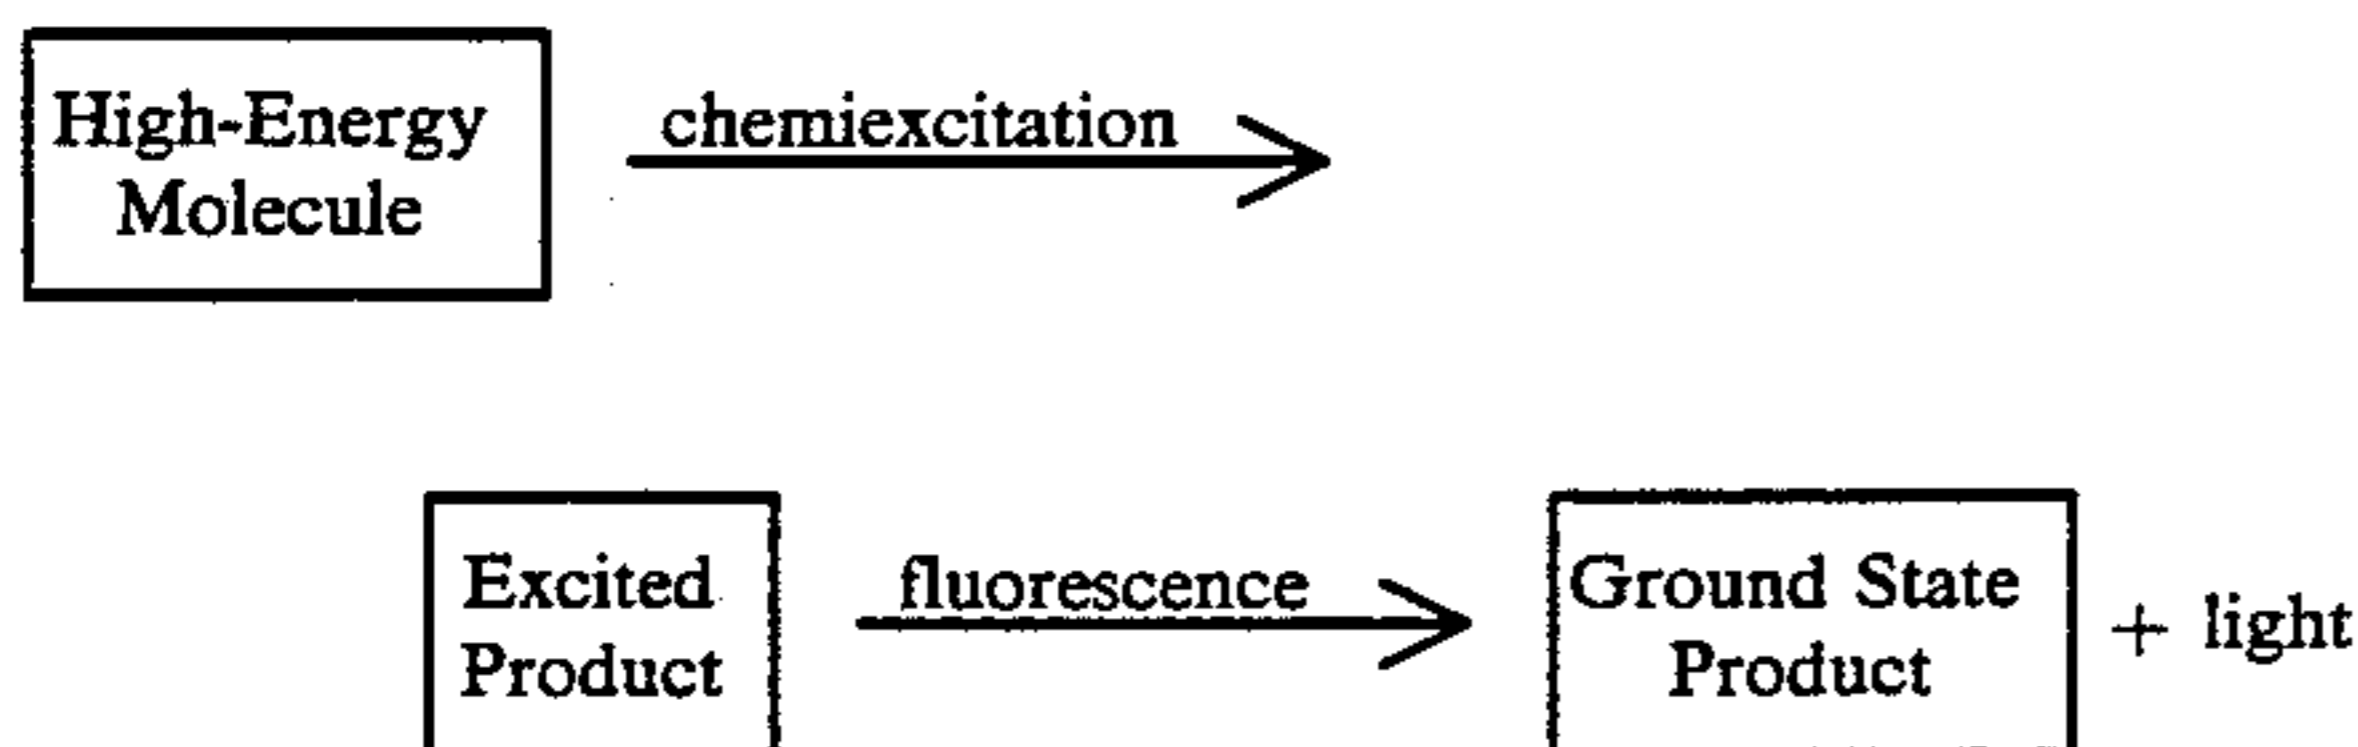 High-Energy
Molecule
chemiexcitation
Excited
Product
fluorescence
Ground State
Product
+ light